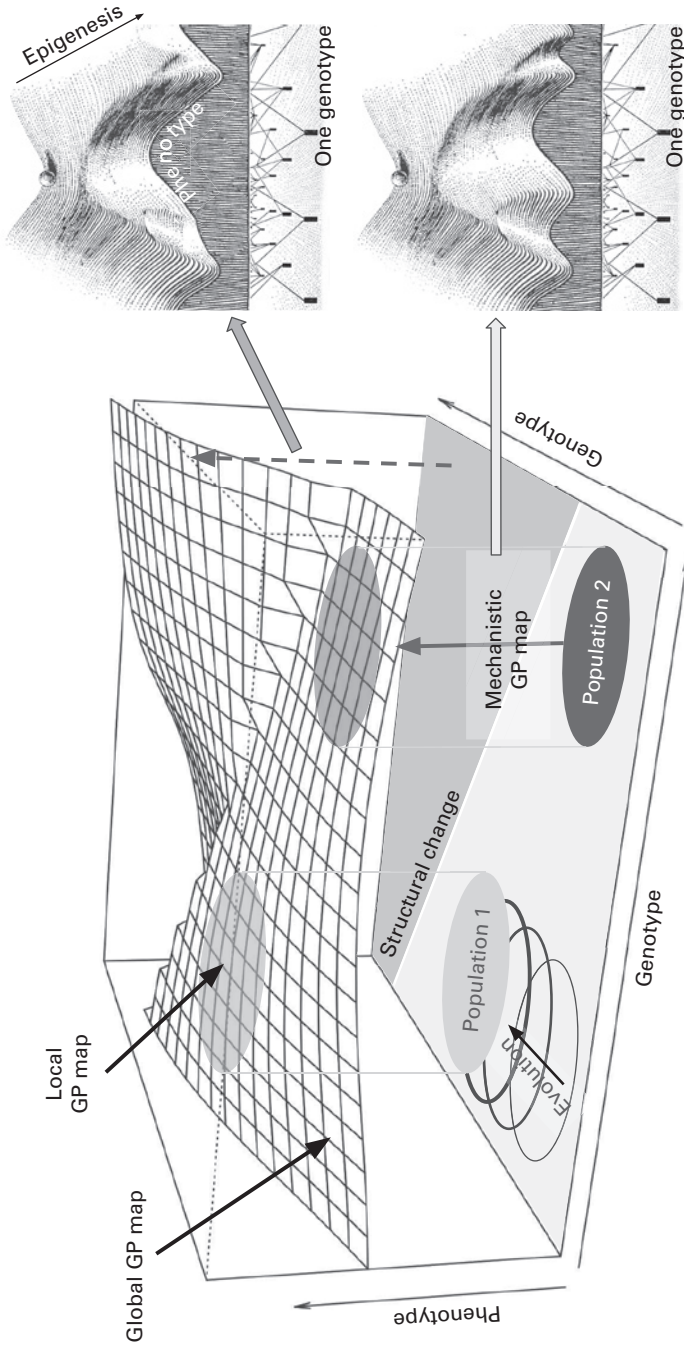 Epigenesis
Phenotype
One genotype
One genotype
Local
GP map
Global GP map
Phenotype
Structural change
Mechanistic
GP map
Population 1
Population 2
Evolution
Genotype
Genotype